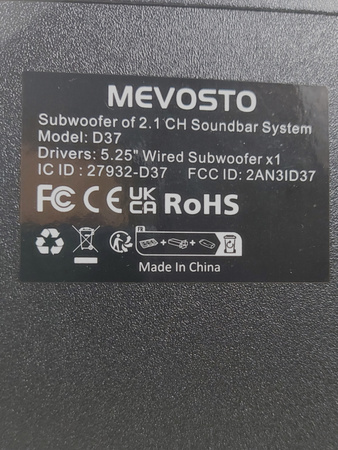 MEVOSTO
Subwoofer of 2.1 CH Soundbar System
Model: D37
Drivers: 5.25" Wired Subwoofer x1
IC ID : 27932-D37 FCC ID: 2AN3ID37
FC CE UK CA RoHS
FR
Made In China